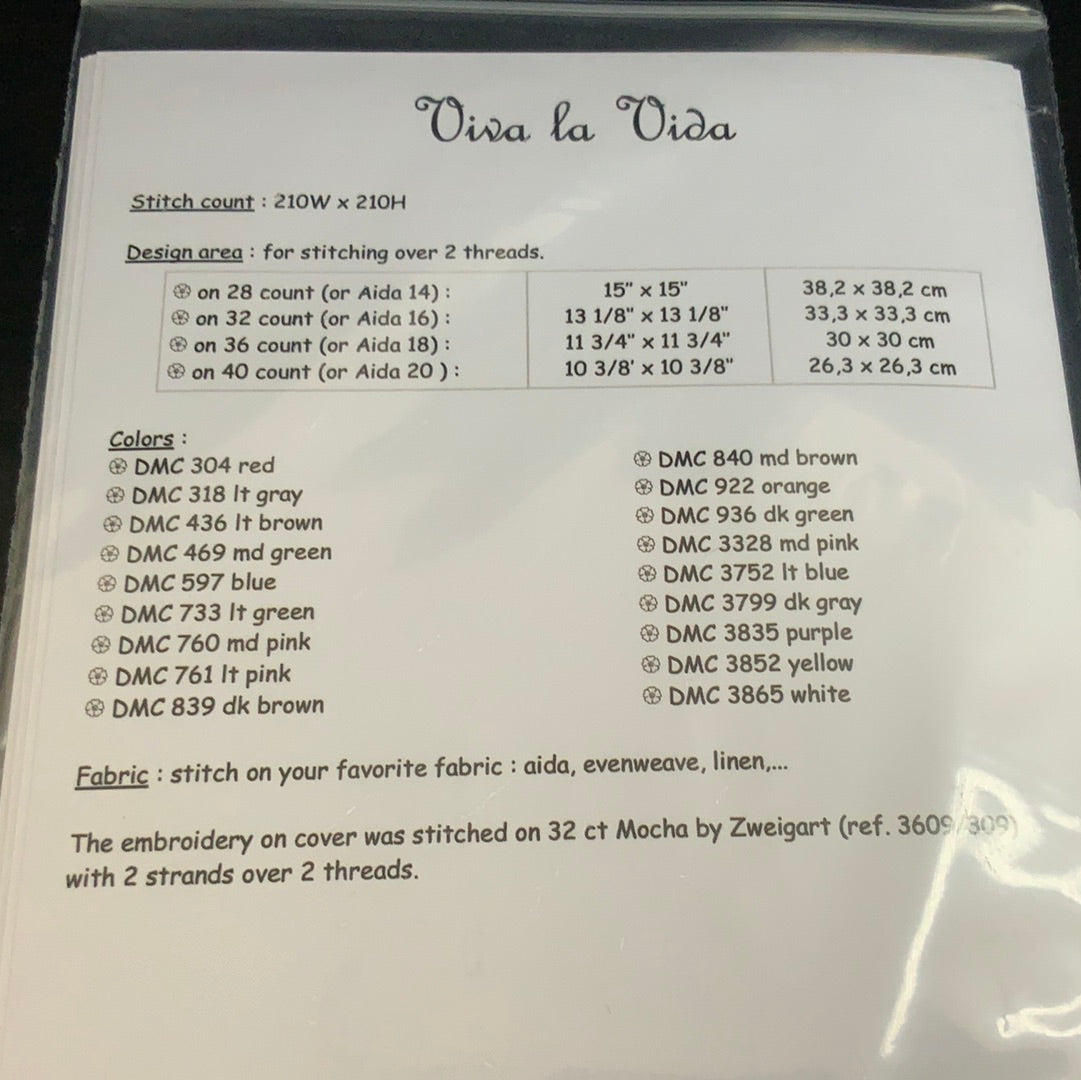 Viva la Vida
Stitch count : 210W x 210H
Design area : for stitching over 2 threads.
on 28 count (or Aida 14) : 15" x 15" 38,2 x 38,2 cm
on 32 count (or Aida 16) : 13 1/8" x 13 1/8" 33,3 x 33,3 cm
on 36 count (or Aida 18) : 11 3/4" x 11 3/4" 30 x 30 cm
on 40 count (or Aida 20 ) : 10 3/8' x 10 3/8" 26,3 x 26,3 cm
Colors :
DMC 304 red
DMC 318 lt gray
DMC 436 lt brown
DMC 469 md green
DMC 597 blue
DMC 733 lt green
DMC 760 md pink
DMC 761 lt pink
DMC 839 dk brown
DMC 840 md brown
DMC 922 orange
DMC 936 dk green
DMC 3328 md pink
DMC 3752 lt blue
DMC 3799 dk gray
DMC 3835 purple
DMC 3852 yellow
DMC 3865 white
Fabric : stitch on your favorite fabric : aida, evenweave, linen,...
The embroidery on cover was stitched on 32 ct Mocha by Zweigart (ref. 3609/309)
with 2 strands over 2 threads.